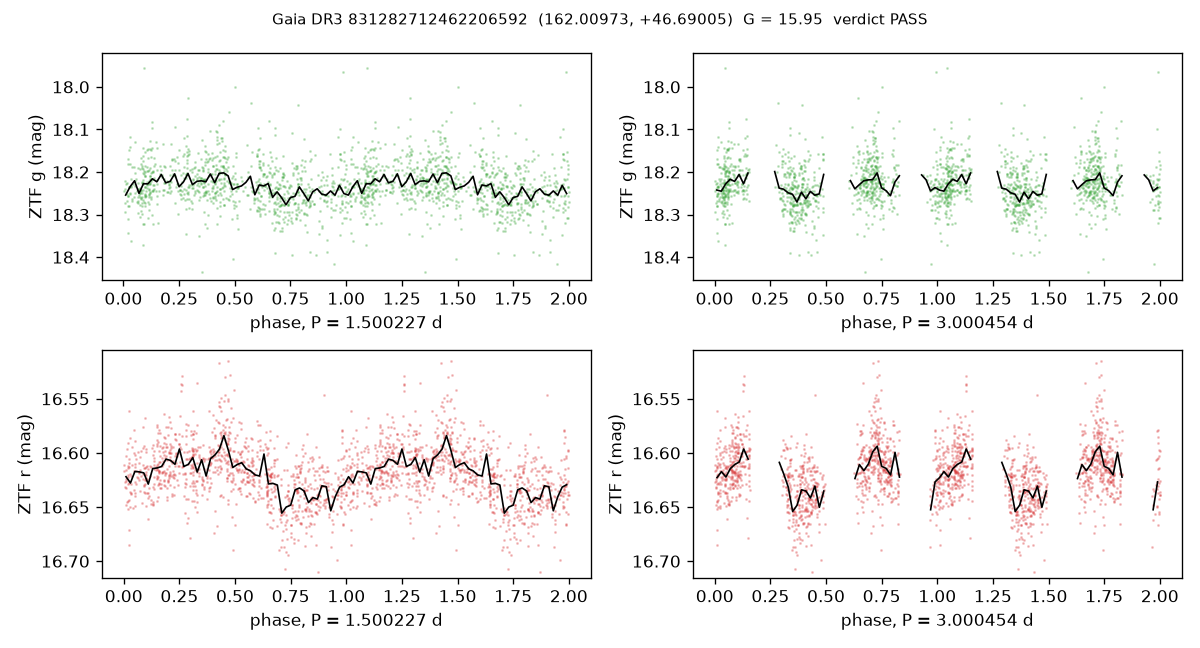 Gaia DR3 831282712462206592 (162.00973, +46.69005) G = 15.95 verdict PASS
ZTF g (mag)
18.0
18.1
18.2
18.3
18.4
0.00 0.25 0.50 0.75 1.00 1.25 1.50 1.75 2.00
phase, P = 1.500227 d
ZTF g (mag)
18.0
18.1
18.2
18.3
18.4
0.00 0.25 0.50 0.75 1.00 1.25 1.50 1.75 2.00
phase, P = 3.000454 d
ZTF r (mag)
16.55
16.60
16.65
16.70
0.00 0.25 0.50 0.75 1.00 1.25 1.50 1.75 2.00
phase, P = 1.500227 d
ZTF r (mag)
16.55
16.60
16.65
16.70
0.00 0.25 0.50 0.75 1.00 1.25 1.50 1.75 2.00
phase, P = 3.000454 d